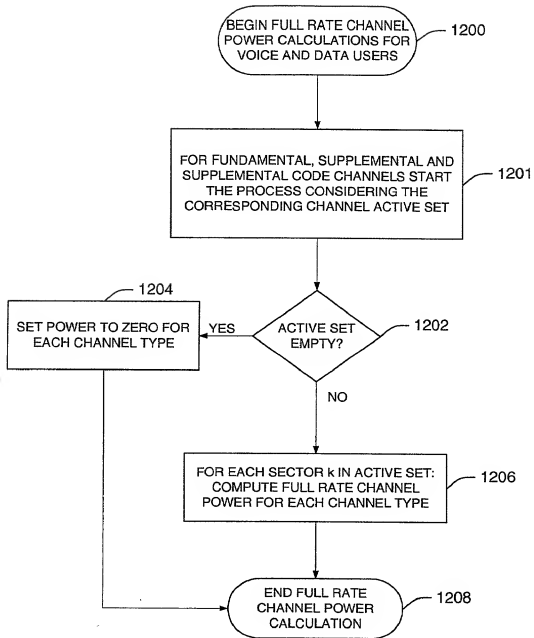 BEGIN FULL RATE CHANNEL
POWER CALCULATIONS FOR
VOICE AND DATA USERS
1200
FOR FUNDAMENTAL, SUPPLEMENTAL AND
SUPPLEMENTAL CODE CHANNELS START
THE PROCESS CONSIDERING THE
CORRESPONDING CHANNEL ACTIVE SET
1201
1204
SET POWER TO ZERO FOR
EACH CHANNEL TYPE
YES
ACTIVE SET
EMPTY?
1202
NO
FOR EACH SECTOR k IN ACTIVE SET:
COMPUTE FULL RATE CHANNEL
POWER FOR EACH CHANNEL TYPE
1206
END FULL RATE
CHANNEL POWER
CALCULATION
1208